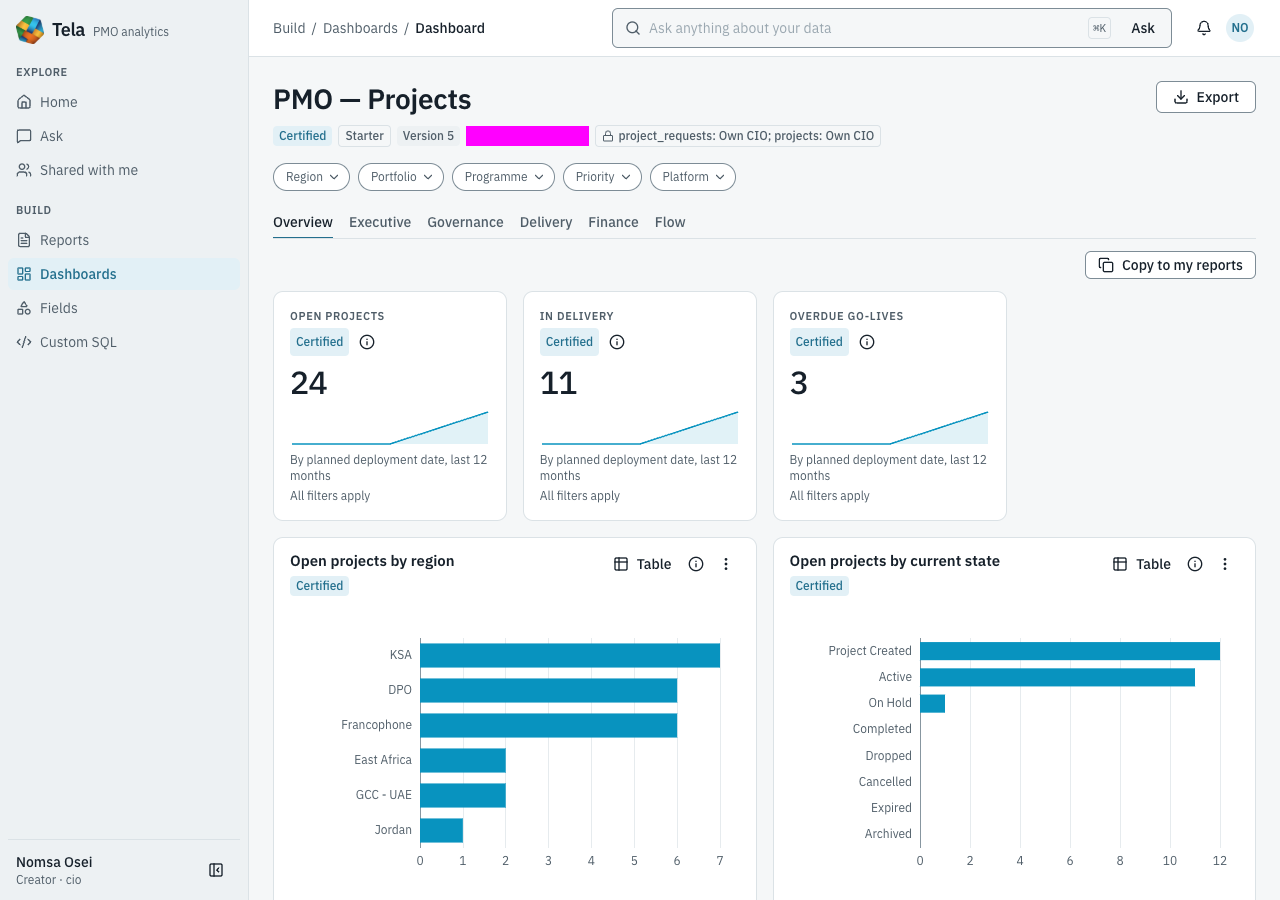 Tela PMO analytics
EXPLORE
Home
Ask
Shared with me
BUILD
Reports
Dashboards
Fields
Custom SQL
Nomsa Osei
Creator · cio
Build / Dashboards / Dashboard
Ask anything about your data
⌘K
Ask
NO
PMO — Projects
Export
Certified
Starter
Version 5
project_requests: Own CIO; projects: Own CIO
Region
Portfolio
Programme
Priority
Platform
Overview
Executive
Governance
Delivery
Finance
Flow
Copy to my reports
OPEN PROJECTS
Certified
24
By planned deployment date, last 12
months
All filters apply
IN DELIVERY
Certified
11
By planned deployment date, last 12
months
All filters apply
OVERDUE GO-LIVES
Certified
3
By planned deployment date, last 12
months
All filters apply
Open projects by region
Table
Certified
KSA
DPO
Francophone
East Africa
GCC - UAE
Jordan
0 1 2 3 4 5 6 7
Open projects by current state
Table
Certified
Project Created
Active
On Hold
Completed
Dropped
Cancelled
Expired
Archived
0 2 4 6 8 10 12